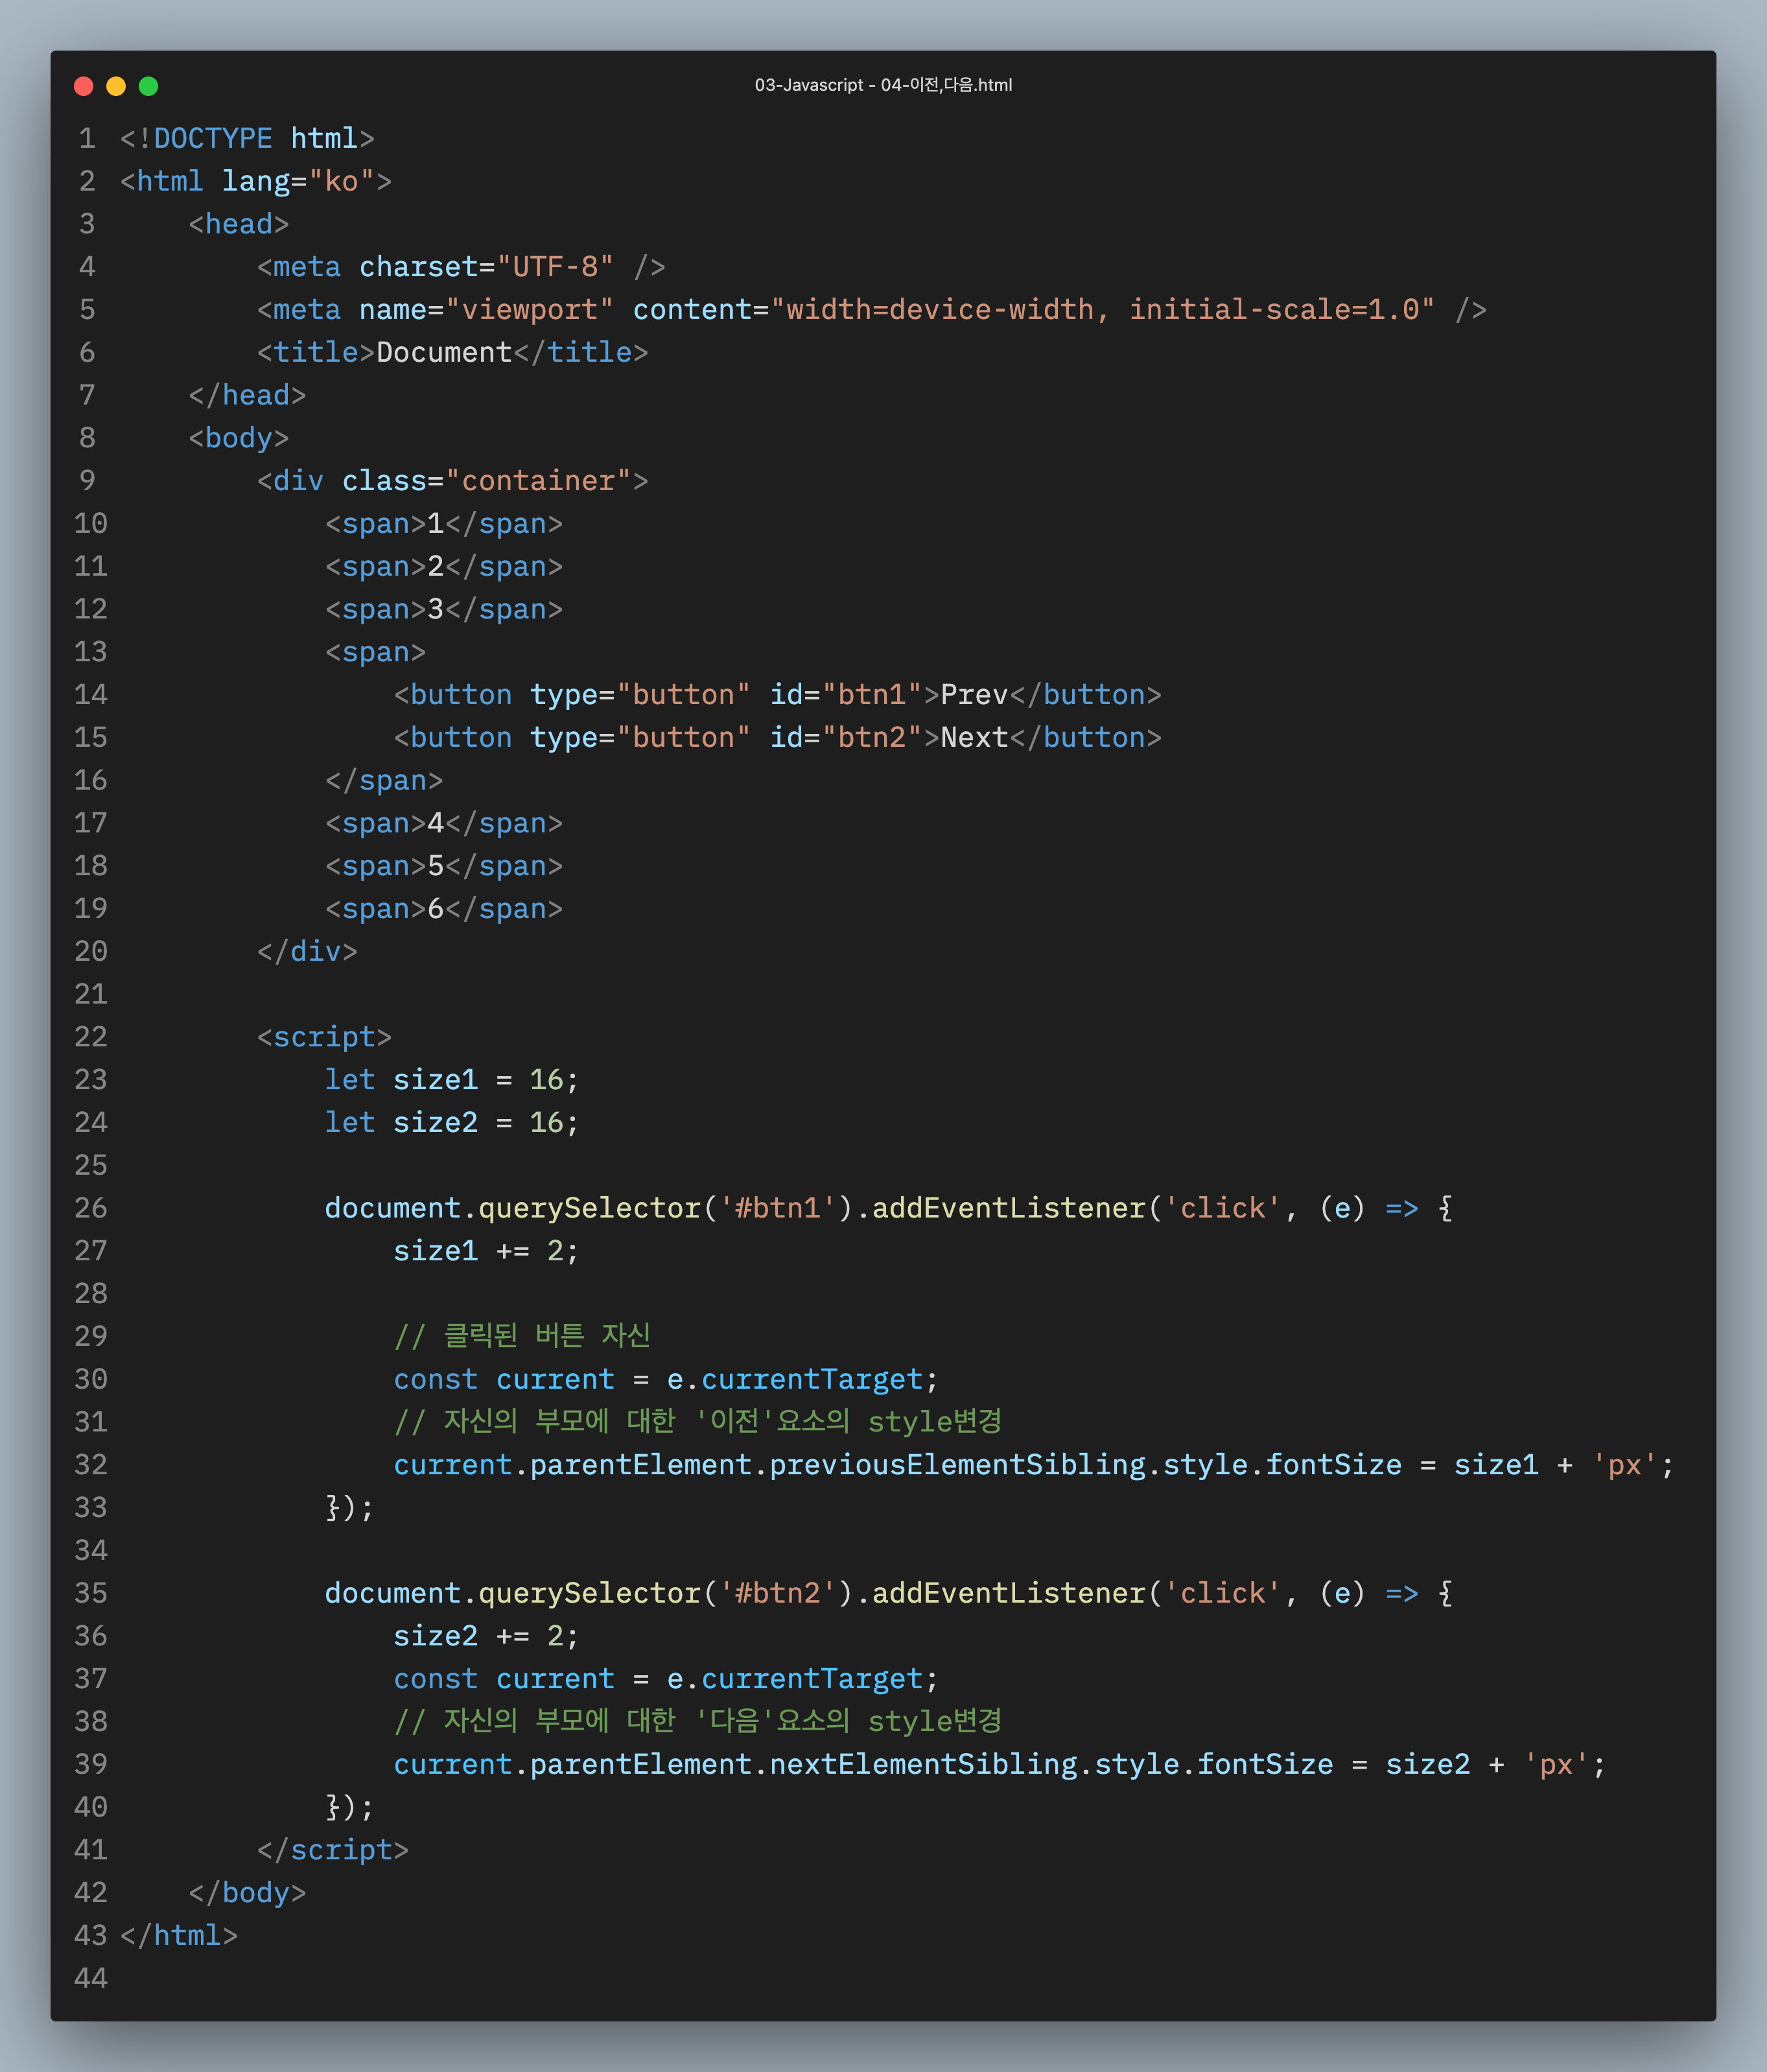 03-Javascript - 04-이전,다음.html
1 <!DOCTYPE html>
2 <html lang="ko">
3     <head>
4         <meta charset="UTF-8" />
5         <meta name="viewport" content="width=device-width, initial-scale=1.0" />
6         <title>Document</title>
7     </head>
8     <body>
9         <div class="container">
10             <span>1</span>
11             <span>2</span>
12             <span>3</span>
13             <span>
14                 <button type="button" id="btn1">Prev</button>
15                 <button type="button" id="btn2">Next</button>
16             </span>
17             <span>4</span>
18             <span>5</span>
19             <span>6</span>
20         </div>
21
22         <script>
23             let size1 = 16;
24             let size2 = 16;
25
26             document.querySelector('#btn1').addEventListener('click', (e) => {
27                 size1 += 2;
28
29                 // 클릭된 버튼 자신
30                 const current = e.currentTarget;
31                 // 자신의 부모에 대한 '이전'요소의 style변경
32                 current.parentElement.previousElementSibling.style.fontSize = size1 + 'px';
33             });
34
35             document.querySelector('#btn2').addEventListener('click', (e) => {
36                 size2 += 2;
37                 const current = e.currentTarget;
38                 // 자신의 부모에 대한 '다음'요소의 style변경
39                 current.parentElement.nextElementSibling.style.fontSize = size2 + 'px';
40             });
41         </script>
42     </body>
43 </html>
44